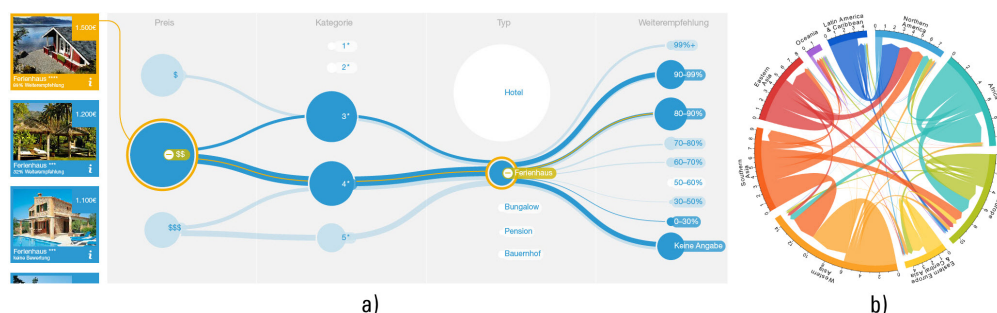 1.500€
Ferienhaus ****
Weiterempfehlung
i
1.200€
Ferienhaus ***
Weiterempfehlung
i
1.100€
Ferienhaus ***
keine Bewertung
i
Preis
$
$$
$$$
Kategorie
1*
2*
3*
4*
5*
Typ
Hotel
Ferienhaus
Bungalow
Pension
Bauernhof
Weiterempfehlung
99%+
90-99%
80-90%
70-80%
60-70%
50-60%
30-50%
0-30%
Keine Angabe
a)
Oceania
Latin America
& Caribbean
Northern
America
Africa
Eastern Europe
& Central Asia
Western
Asia
Southern
Asia
Eastern
Asia
b)